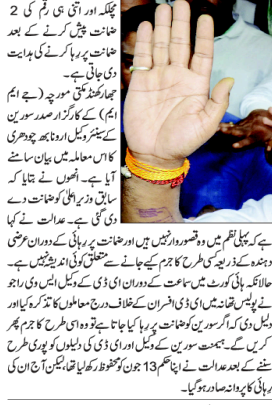 مچلکہ اور اتنی ہی رقم کی 2
ضمانت پیش کرنے کے بعد
ضمانت پر رہا کرنے کی ہدایت
دی جاتی ہے۔
جھارکھنڈ مکتی مورچہ (جے ایم
ایم) کے کارگزار صدر سورین
کے سینئر وکیل ارونابھ چودھری
کا اس معاملہ میں بیان سامنے
آیا ہے۔ انھوں نے بتایا کہ
سابق وزیر اعلیٰ کو ضمانت دے
دی گئی ہے۔ عدالت نے کہا
ہے کہ پہلی نظم میں وہ قصوروار نہیں ہیں اور ضمانت پر رہائی کے دوران عرضی
دہندہ کے ذریعہ کسی طرح کا جرم کیے جانے سے متعلق کوئی اندیشہ نہیں ہے۔
حالانکہ ہائی کورٹ میں سماعت کے دوران ای ڈی کے وکیل ایس وی راجو
نے پولیس تھانہ میں ای ڈی افسران کے خلاف درج معاملوں کا تذکرہ کیا اور
دلیل دی کہ اگر سورین کو ضمانت پر رہا کیا جاتا ہے تو وہ اسی طرح کا جرم پھر
کریں گے۔ ہیمنت سورین کے وکیل اور ای ڈی کی دلیلوں کو پوری طرح
سننے کے بعد عدالت نے اپنا حکم 13 جون کو محفوظ رکھ لیا تھا، لیکن آج ان کی
رہائی کا پروانہ صادر ہو گیا۔